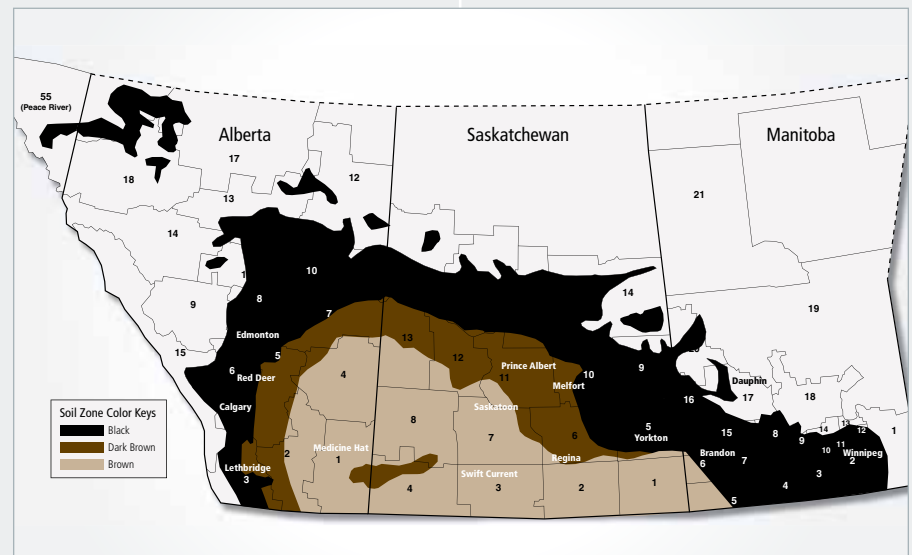 55
(Peace River)
Alberta
Saskatchewan
Manitoba
17
12
18
13
21
14
10
1
8
14
9
19
7
Edmonton
13
15
5
12
9
Prince Albert
6
Red Deer
4
11
10
Melfort
Dauphin
16
17
18
Calgary
Saskatoon
8
5
7
6
Yorkton
15
8
9
14
13
12
1
Soil Zone Color Keys
Black
Dark Brown
Brown
2
Medicine Hat
1
Regina
Brandon
6
7
10
11
2
Winnipeg
Lethbridge
3
4
Swift Current
3
2
1
4
3
5